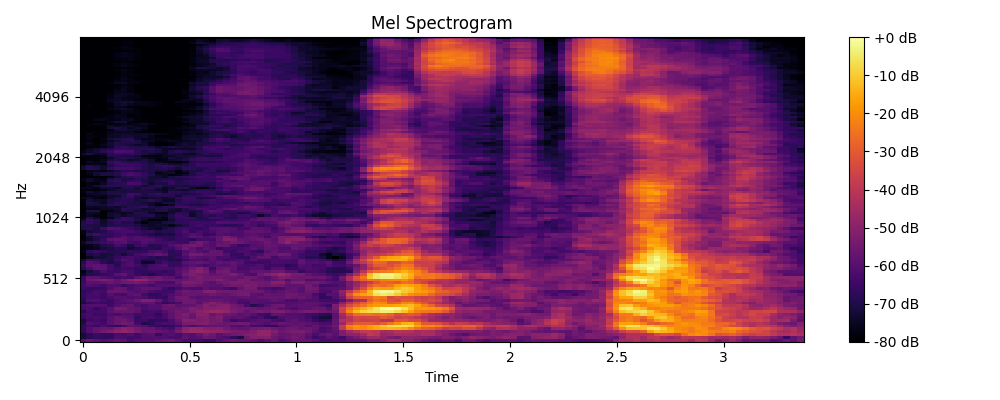 Mel Spectrogram
+0 dB
-10 dB
-20 dB
-30 dB
-40 dB
-50 dB
-60 dB
-70 dB
-80 dB
Hz
4096
2048
1024
512
0
0
0.5
1
1.5
2
2.5
3
Time